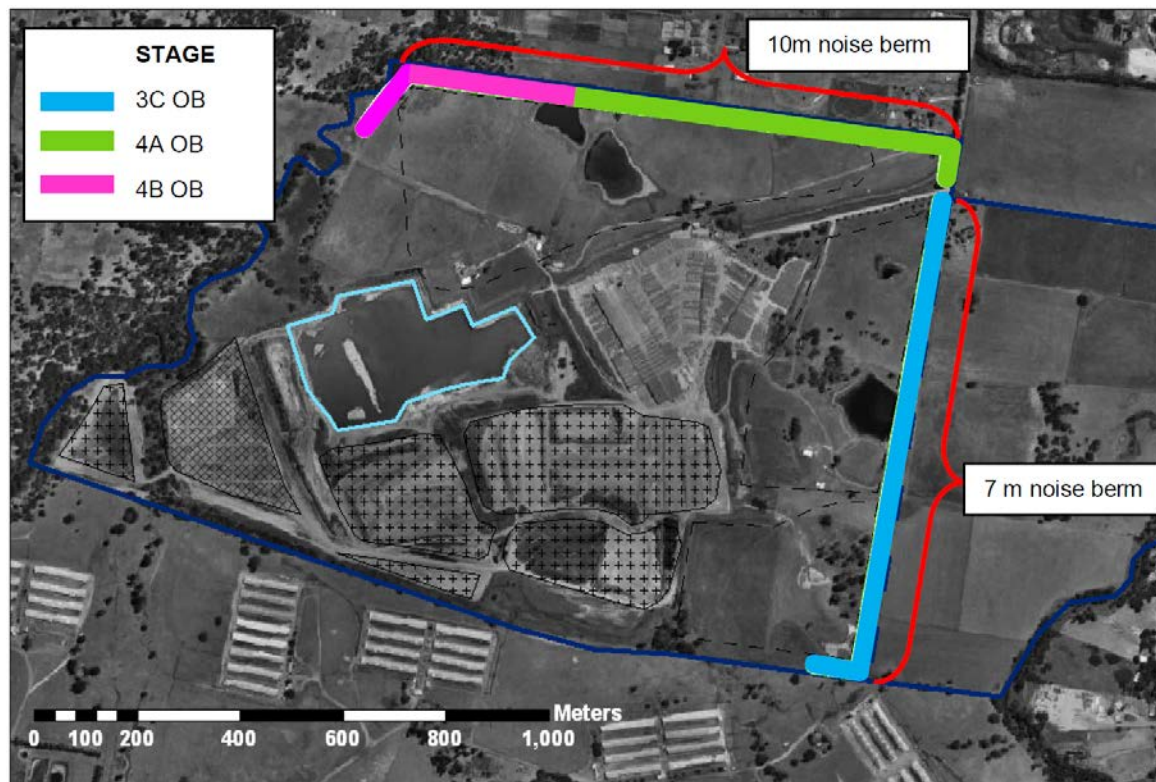 STAGE
3C OB
4A OB
4B OB
10m noise berm
7 m noise berm
Meters
0 100 200 400 600 800 1,000